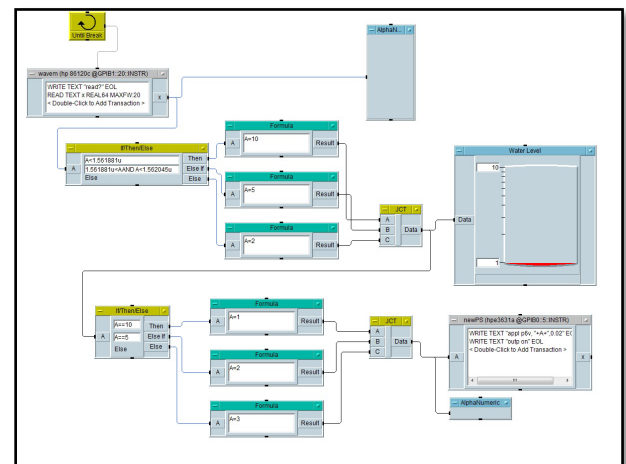 Until Break
AlphaN...
wavem (hp 86120c @GPIB1::20::INSTR)
WRITE TEXT "read?" EOL
READ TEXT x REAL64 MAXFW:20
< Double-Click to Add Transaction >
x
If/Then/Else
A
A<1.561881u
1.561881u<AAND A<1.562045u
Else
Then
Else If
Else
Formula
A
A=10
Result
Formula
A
A=5
Result
Formula
A
A=2
Result
JCT
A
B
C
Data
Water Level
Data
10
1
If/Then/Else
A
A==10
A==5
Else
Then
Else If
Else
Formula
A
A=1
Result
Formula
A
A=2
Result
Formula
A
A=3
Result
JCT
A
B
C
Data
newPS (hpe3631a @GPIB0::5::INSTR)
A
WRITE TEXT "appl p6v, "+A+",0.02" EO
WRITE TEXT "outp on" EOL
< Double-Click to Add Transaction >
x
AlphaNumeric